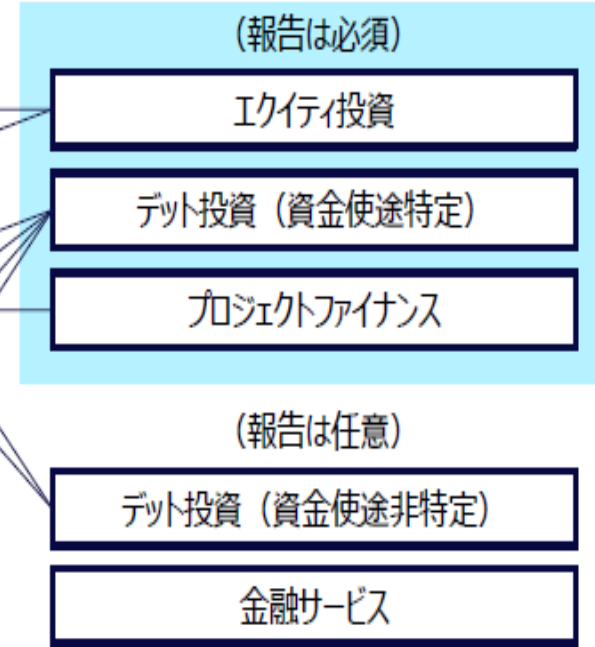 (報告は必須)
エクイティ投資
デット投資(資金使途特定)
プロジェクトファイナンス
(報告は任意)
デット投資(資金使途非特定)
金融サービス